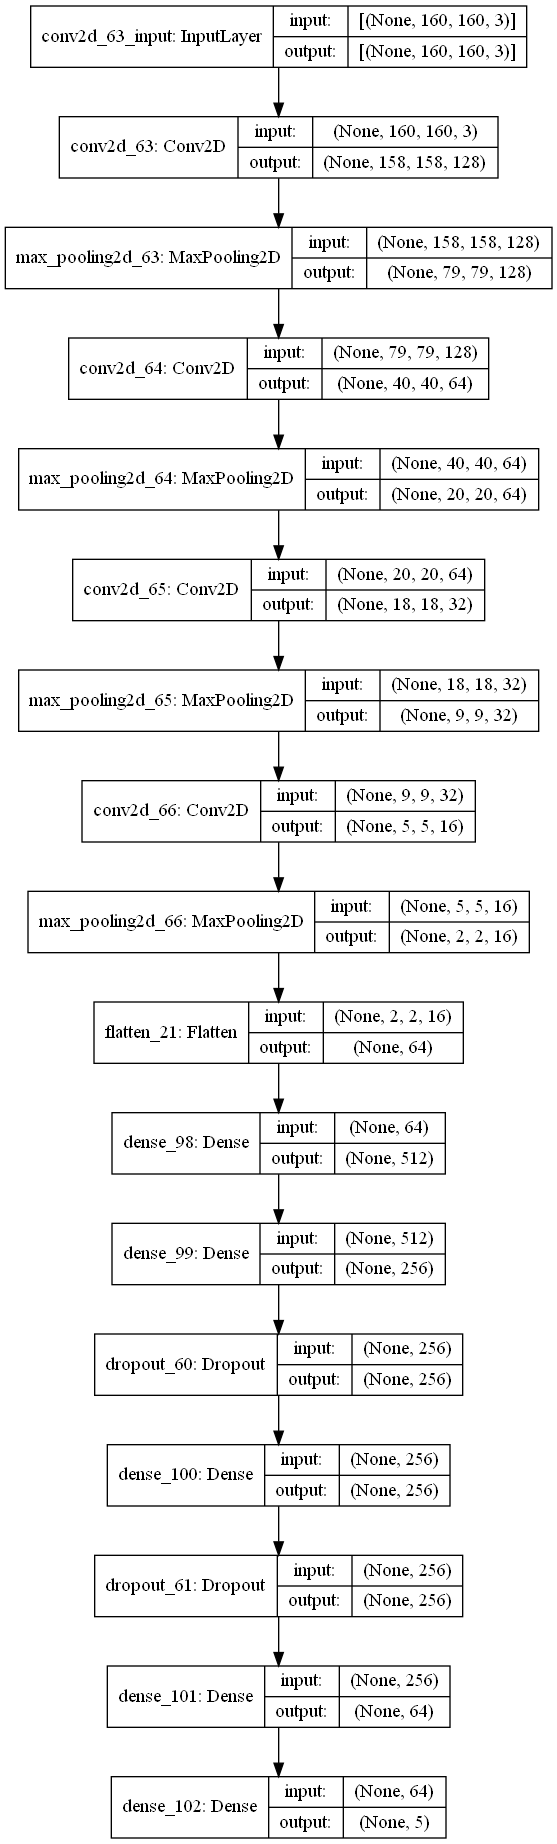 conv2d_63_input: InputLayer
input: [(None, 160, 160, 3)]
output: [(None, 160, 160, 3)]
conv2d_63: Conv2D
input: (None, 160, 160, 3)
output: (None, 158, 158, 128)
max_pooling2d_63: MaxPooling2D
input: (None, 158, 158, 128)
output: (None, 79, 79, 128)
conv2d_64: Conv2D
input: (None, 79, 79, 128)
output: (None, 40, 40, 64)
max_pooling2d_64: MaxPooling2D
input: (None, 40, 40, 64)
output: (None, 20, 20, 64)
conv2d_65: Conv2D
input: (None, 20, 20, 64)
output: (None, 18, 18, 32)
max_pooling2d_65: MaxPooling2D
input: (None, 18, 18, 32)
output: (None, 9, 9, 32)
conv2d_66: Conv2D
input: (None, 9, 9, 32)
output: (None, 5, 5, 16)
max_pooling2d_66: MaxPooling2D
input: (None, 5, 5, 16)
output: (None, 2, 2, 16)
flatten_21: Flatten
input: (None, 2, 2, 16)
output: (None, 64)
dense_98: Dense
input: (None, 64)
output: (None, 512)
dense_99: Dense
input: (None, 512)
output: (None, 256)
dropout_60: Dropout
input: (None, 256)
output: (None, 256)
dense_100: Dense
input: (None, 256)
output: (None, 256)
dropout_61: Dropout
input: (None, 256)
output: (None, 256)
dense_101: Dense
input: (None, 256)
output: (None, 64)
dense_102: Dense
input: (None, 64)
output: (None, 5)